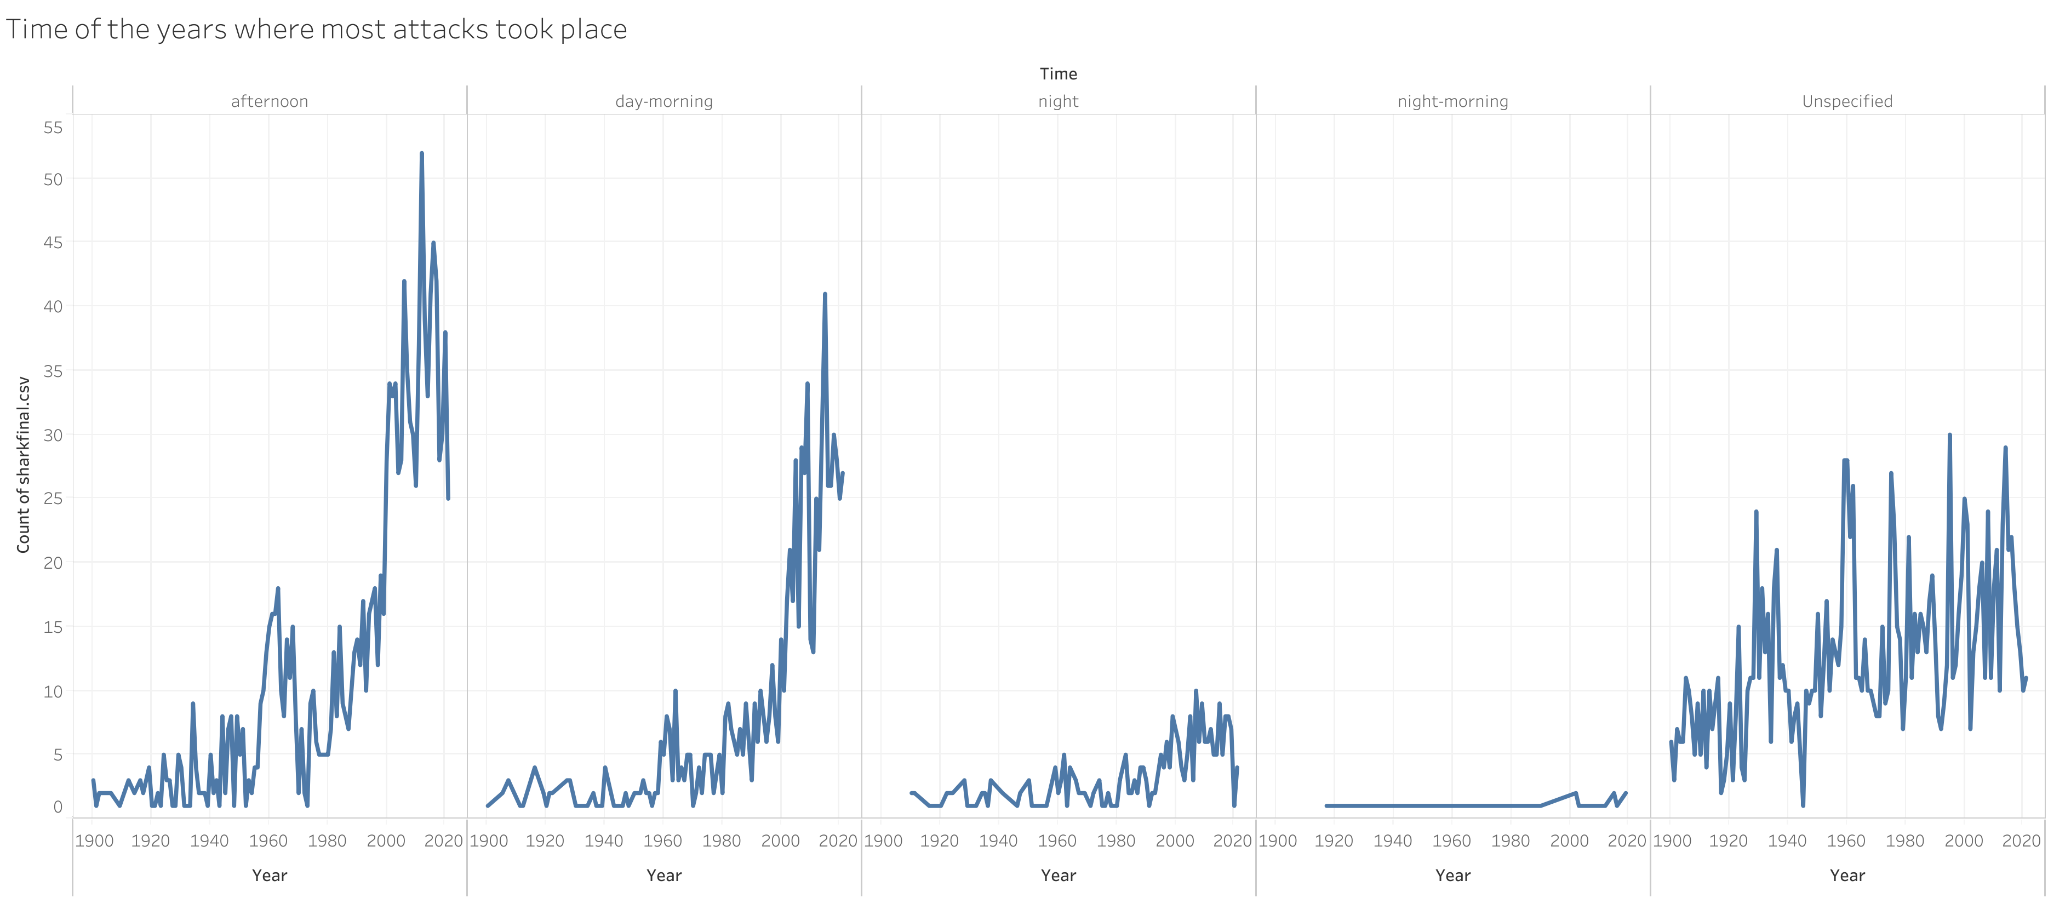 Time of the years where most attacks took place
Time
afternoon day-morning night night-morning Unspecified
55
50
45
40
35
30
25
20
15
10
5
0
Count of sharkfinal.csv
1900 1920 1940 1960 1980 2000 2020 1900 1920 1940 1960 1980 2000 2020 1900 1920 1940 1960 1980 2000 2020 1900 1920 1940 1960 1980 2000 2020 1900 1920 1940 1960 1980 2000 2020
Year Year Year Year Year